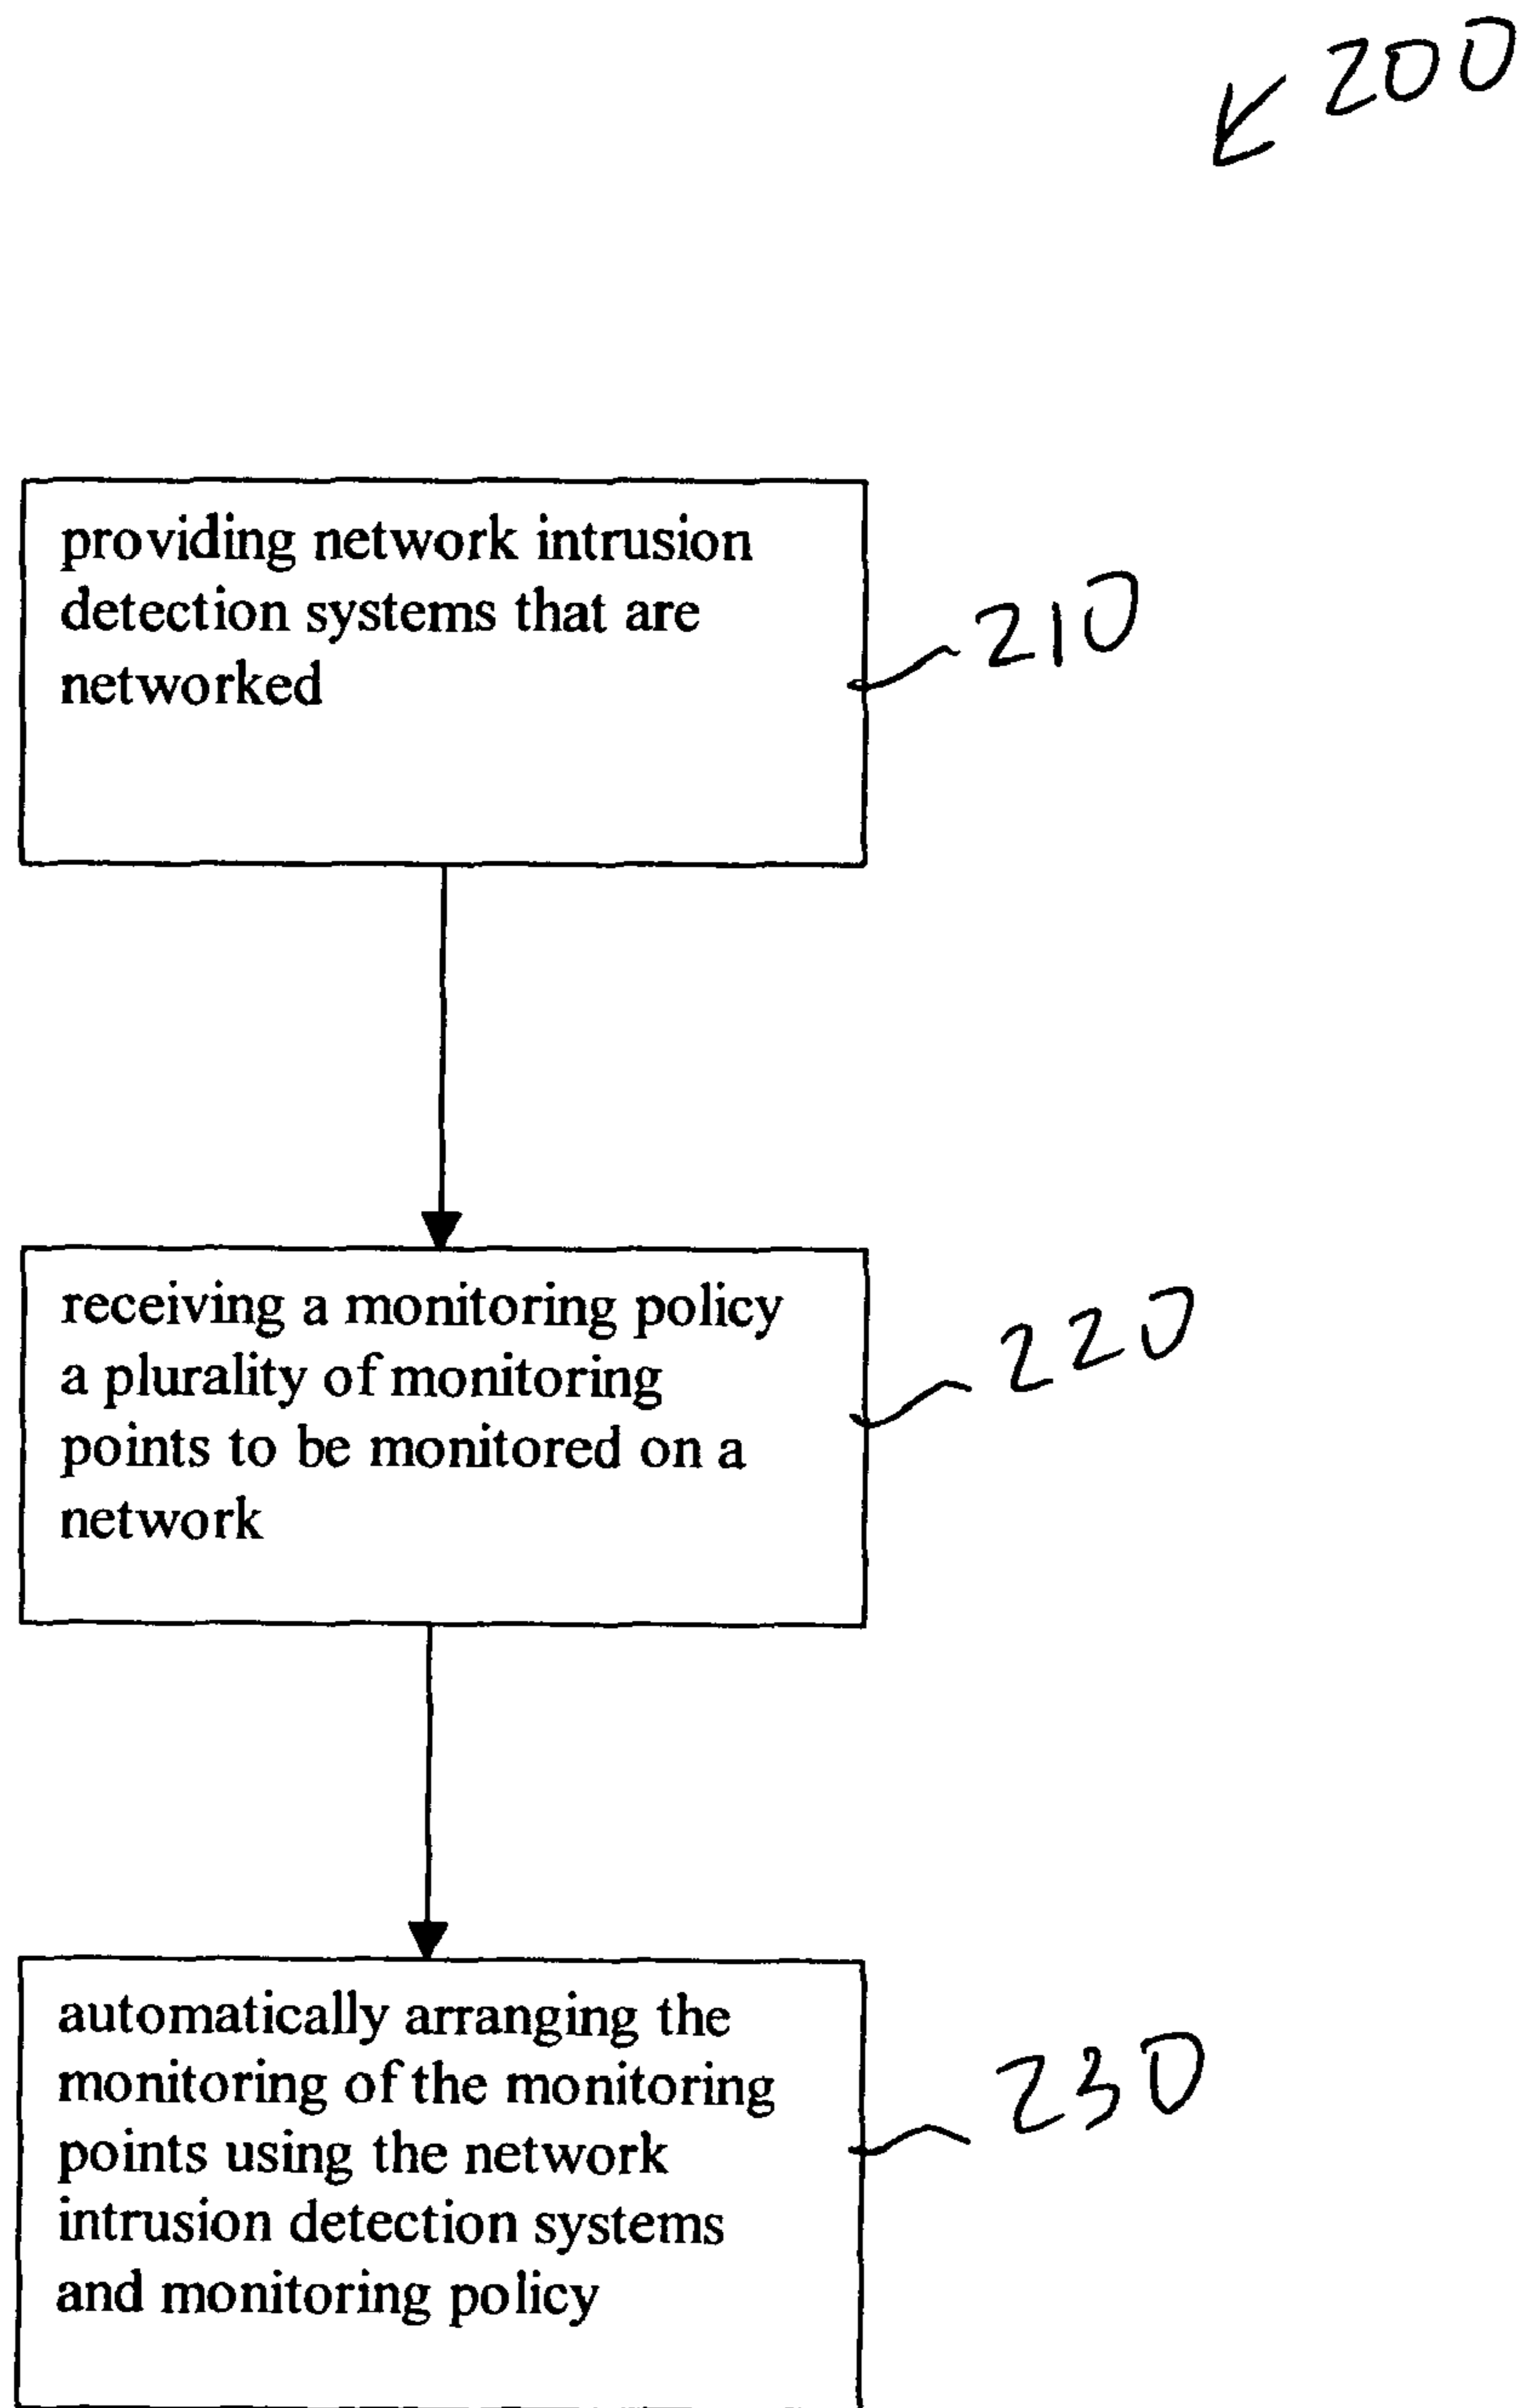 200
providing network intrusion
detection systems that are
networked
210
receiving a monitoring policy
a plurality of monitoring
points to be monitored on a
network
220
automatically arranging the
monitoring of the monitoring
points using the network
intrusion detection systems
and monitoring policy
230